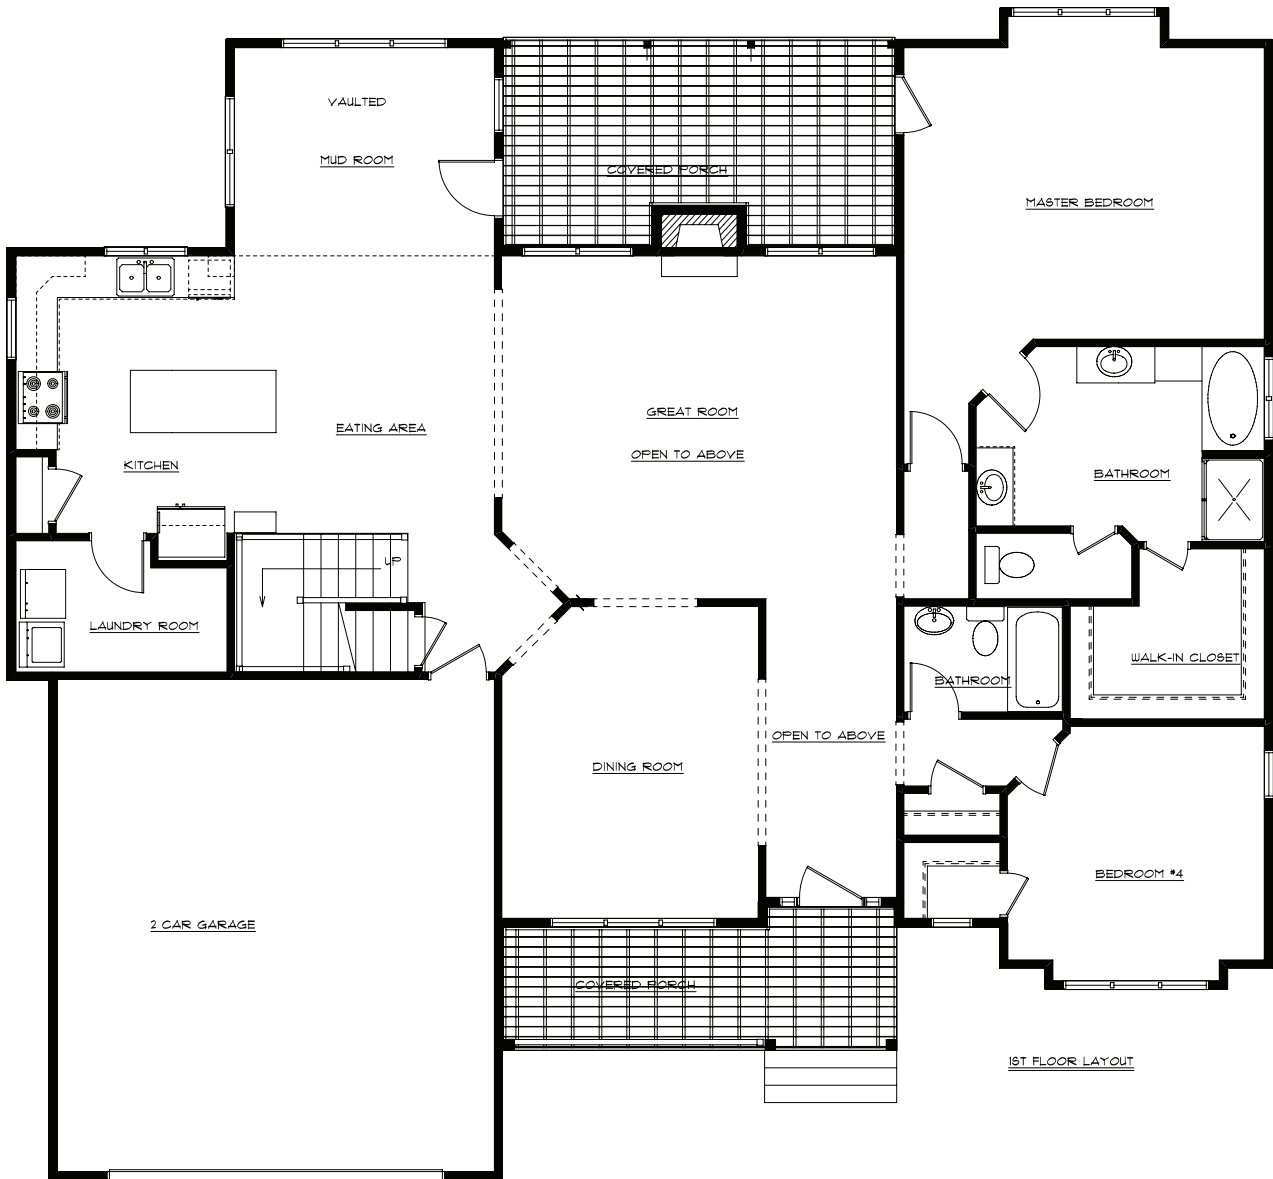 VAULTED
MUD ROOM
COVERED PORCH
MASTER BEDROOM
GREAT ROOM
OPEN TO ABOVE
EATING AREA
KITCHEN
BATHROOM
UP
LAUNDRY ROOM
WALK-IN CLOSET
BATHROOM
OPEN TO ABOVE
DINING ROOM
BEDROOM #4
2 CAR GARAGE
COVERED PORCH
1ST FLOOR LAYOUT